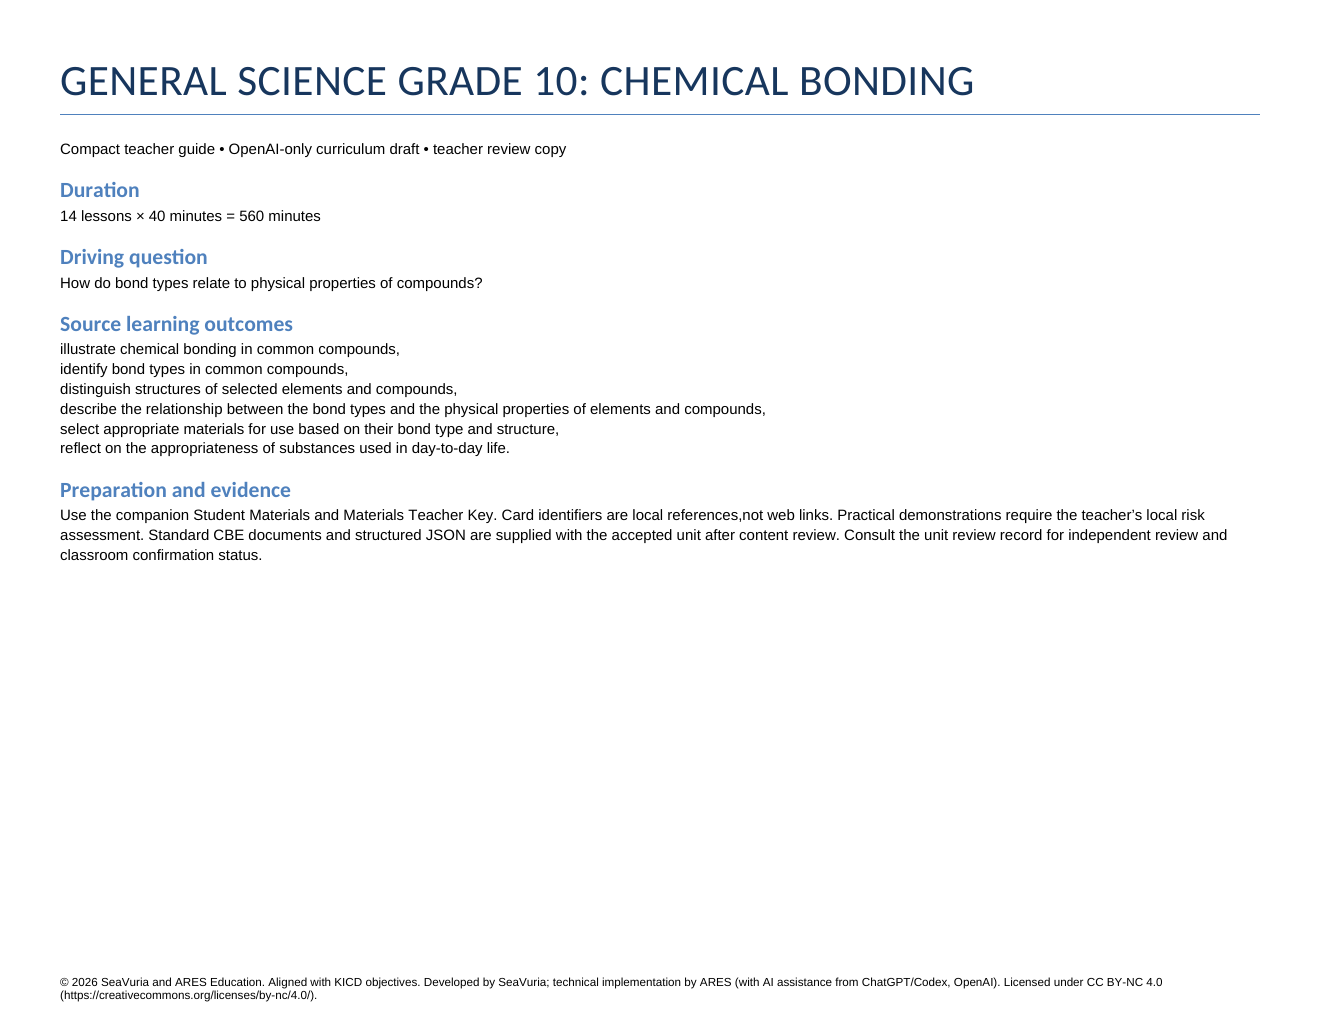 GENERAL SCIENCE GRADE 10: CHEMICAL BONDING
Compact teacher guide • OpenAI-only curriculum draft • teacher review copy
Duration
14 lessons × 40 minutes = 560 minutes
Driving question
How do bond types relate to physical properties of compounds?
Source learning outcomes
illustrate chemical bonding in common compounds,
identify bond types in common compounds,
distinguish structures of selected elements and compounds,
describe the relationship between the bond types and the physical properties of elements and compounds,
select appropriate materials for use based on their bond type and structure,
reflect on the appropriateness of substances used in day-to-day life.
Preparation and evidence
Use the companion Student Materials and Materials Teacher Key. Card identifiers are local references,not web links. Practical demonstrations require the teacher’s local risk
assessment. Standard CBE documents and structured JSON are supplied with the accepted unit after content review. Consult the unit review record for independent review and
classroom confirmation status.
© 2026 SeaVuria and ARES Education. Aligned with KICD objectives. Developed by SeaVuria; technical implementation by ARES (with AI assistance from ChatGPT/Codex, OpenAI). Licensed under CC BY-NC 4.0
(https://creativecommons.org/licenses/by-nc/4.0/).